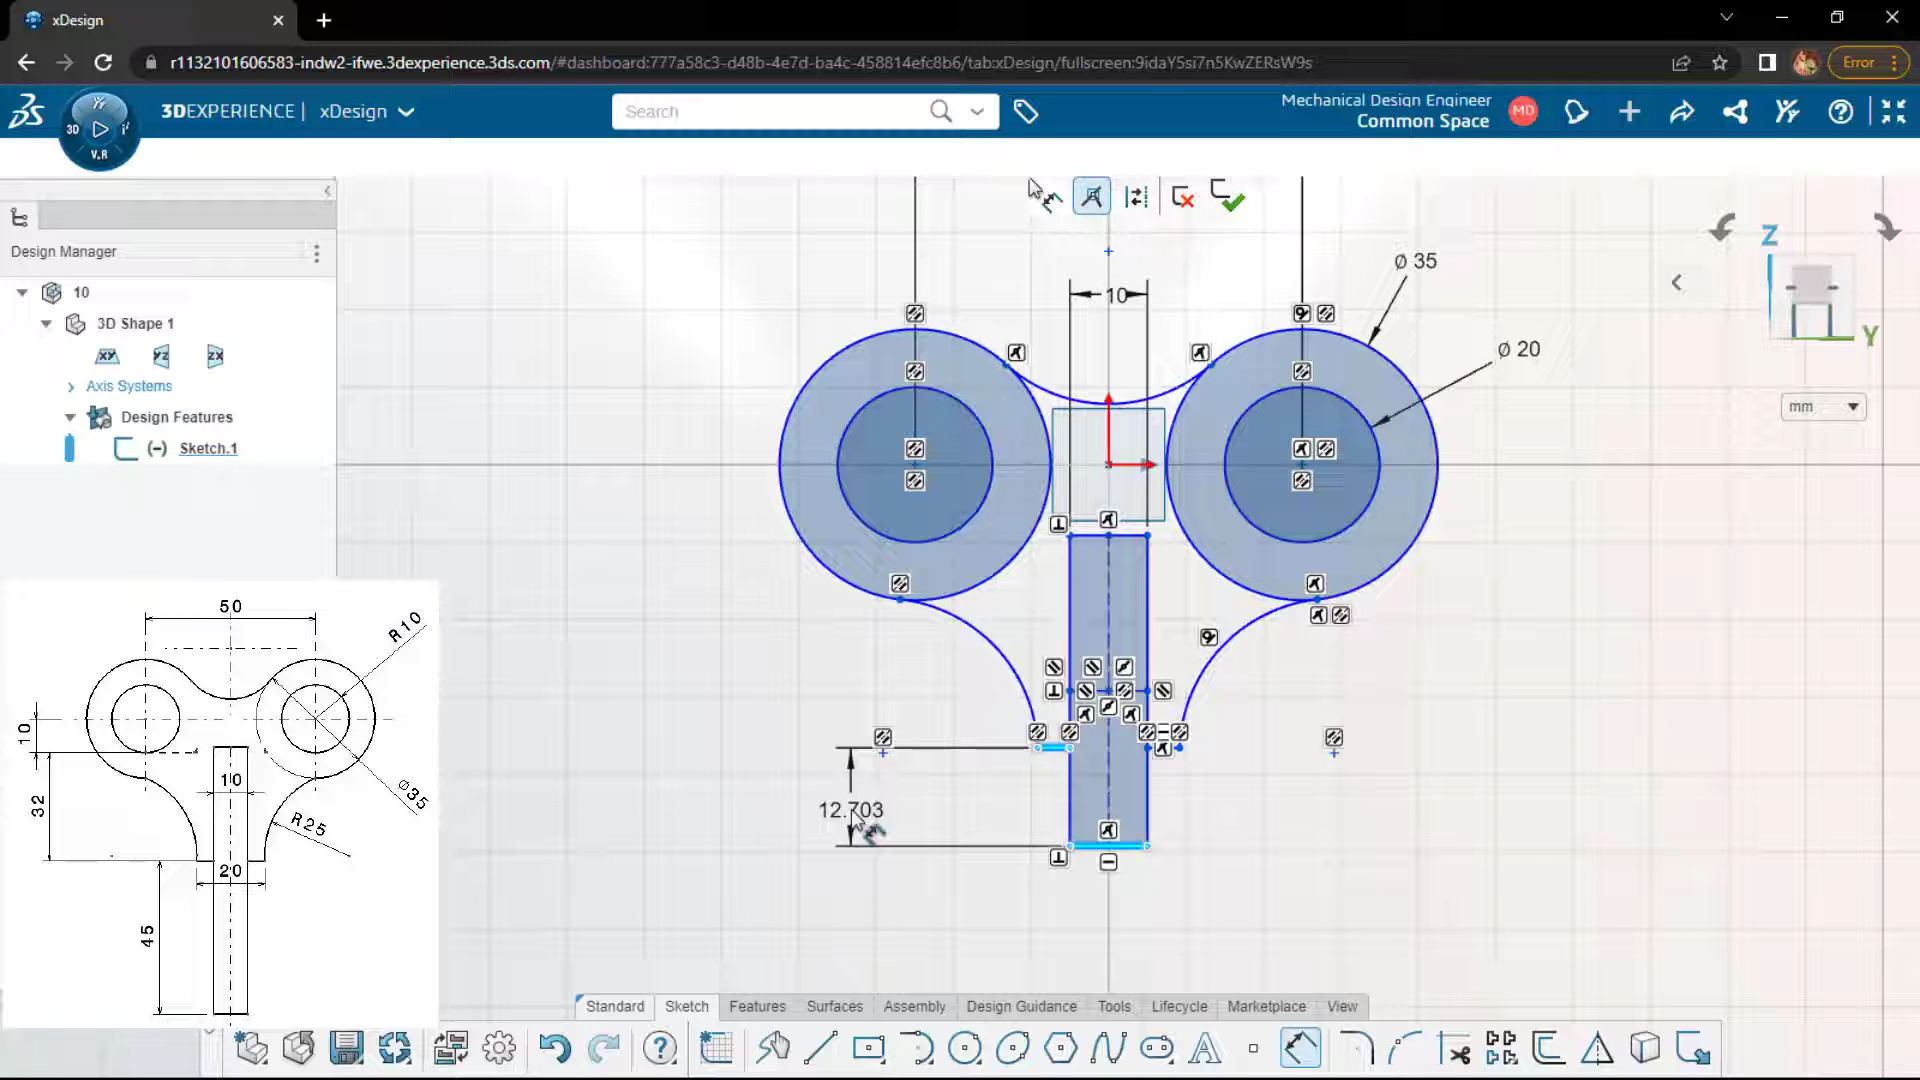 xDesign
r1132101606583-indw2-ifwe.3dexperience.3ds.com/#dashboard:777a58c3-d48b-4e7d-ba4c-458814efc8b6/tab:xDesign/fullscreen:9idaY5si7n5KwZERsW9s
Error
3DEXPERIENCE | xDesign
Search
Mechanical Design Engineer
Common Space
MD
3D
V.R
Design Manager
10
3D Shape 1
XY
YZ
ZX
Axis Systems
Design Features
(-) Sketch.1
Z
Y
mm
Ø 35
10
Ø 20
12.703
50
R10
10
10
Ø35
32
R25
20
45
Standard
Sketch
Features
Surfaces
Assembly
Design Guidance
Tools
Lifecycle
Marketplace
View